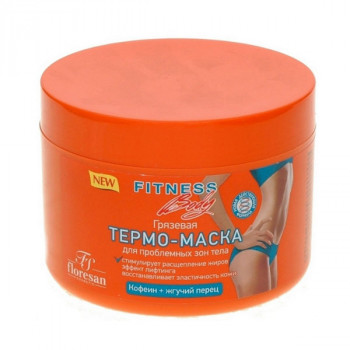 NEW
FITNESS
Body
Грязевая
ТЕРМО-МАСКА
для проблемных зон тела
стимулирует расщепление жиров
эффект лифтинга
восстанавливает эластичность кожи
floresan
Кофеин + жгучий перец